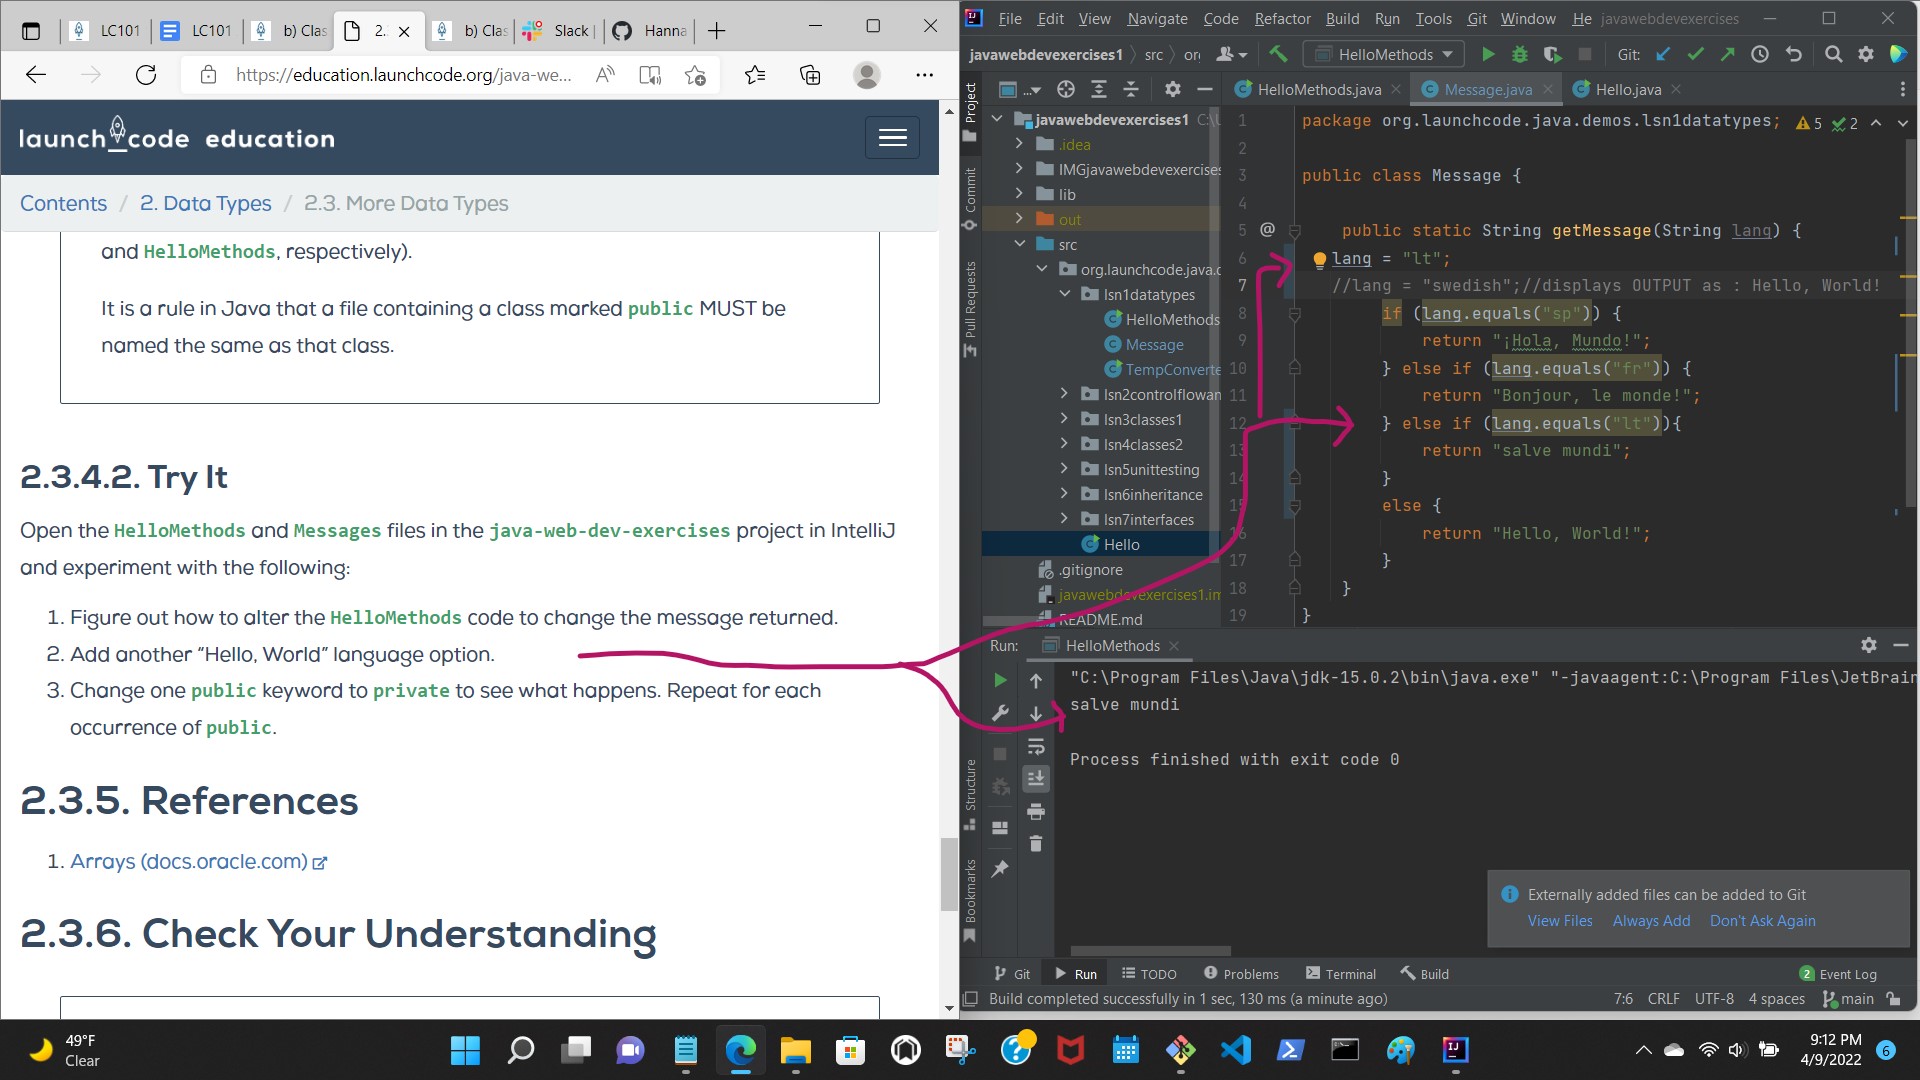 LC101
LC101
b) Clas
2.
b) Clas
Slack
Hanna
https://education.launchcode.org/java-we...
launch_code education
Contents / 2. Data Types / 2.3. More Data Types
and HelloMethods, respectively).
It is a rule in Java that a file containing a class marked public MUST be
named the same as that class.
2.3.4.2. Try It
Open the HelloMethods and Messages files in the java-web-dev-exercises project in IntelliJ
and experiment with the following:
1. Figure out how to alter the HelloMethods code to change the message returned.
2. Add another “Hello, World” language option.
3. Change one public keyword to private to see what happens. Repeat for each
occurrence of public.
2.3.5. References
1. Arrays (docs.oracle.com)
2.3.6. Check Your Understanding
File Edit View Navigate Code Refactor Build Run Tools Git Window He javawebdevexercises
javawebdevexercises1 src or HelloMethods Git:
Project
Commit
Pull Requests
Structure
Bookmarks
...
HelloMethods.java Message.java Hello.java
javawebdevexercises1 C:\
.idea
IMGjavawebdevexercises
lib
out
src
org.launchcode.java.d
lsn1datatypes
HelloMethods
Message
TempConverte
lsn2controlflowan
lsn3classes1
lsn4classes2
lsn5unittesting
lsn6inheritance
lsn7interfaces
Hello
.gitignore
javawebdevexercises1.im
README.md
5 2
1 package org.launchcode.java.demos.lsn1datatypes;
2
3 public class Message {
4
5 @ public static String getMessage(String lang) {
6 lang = "lt";
7 //lang = "swedish";//displays OUTPUT as : Hello, World!
8 if (lang.equals("sp")) {
9 return "¡Hola, Mundo!";
10 } else if (lang.equals("fr")) {
11 return "Bonjour, le monde!";
12 } else if (lang.equals("lt")){
13 return "salve mundi";
14 }
15 else {
16 return "Hello, World!";
17 }
18 }
19 }
Run: HelloMethods
"C:\Program Files\Java\jdk-15.0.2\bin\java.exe" "-javaagent:C:\Program Files\JetBrain
salve mundi
Process finished with exit code 0
Externally added files can be added to Git
View Files Always Add Don't Ask Again
Git Run TODO Problems Terminal Build 2 Event Log
Build completed successfully in 1 sec, 130 ms (a minute ago) 7:6 CRLF UTF-8 4 spaces main
49°F
Clear
9:12 PM
4/9/2022
6